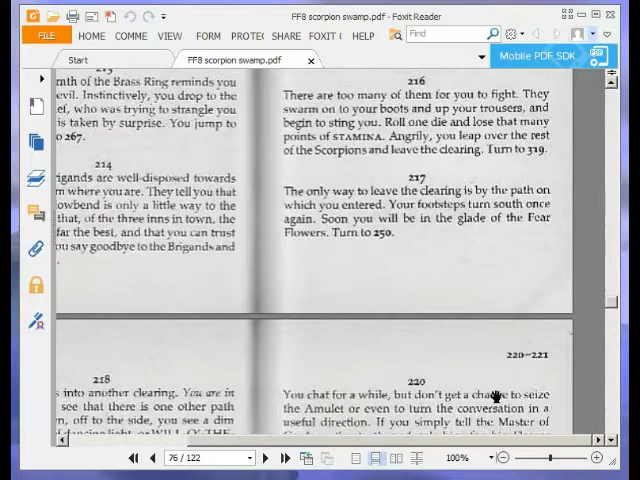 FF8 scorpion swamp.pdf - Foxit Reader
FILE HOME COMME VIEW FORM PROTE SHARE FOXIT ( HELP Find
Start FF8 scorpion swamp.pdf Mobile PDF SDK
213
mth of the Brass Ring reminds you
evil. Instinctively, you drop to the
ef, who was trying to strangle you
is taken by surprise. You jump to
o 267.
214
rigands are well-disposed towards
m where you are. They tell you that
owbend is only a little way to the
that, of the three inns in town, the
far the best, and that you can trust
ou say goodbye to the Brigands and
.
216
There are too many of them for you to fight. They
swarm on to your boots and up your trousers, and
begin to sting you. Roll one die and lose that many
points of STAMINA. Angrily, you leap over the rest
of the Scorpions and leave the clearing. Turn to 319.
217
The only way to leave the clearing is by the path on
which you entered. Your footsteps turn south once
again. Soon you will be in the glade of the Fear
Flowers. Turn to 250.
218
s into another clearing. You are in
see that there is one other path
n, off to the side, you see a dim
220-221
220
You chat for a while, but don't get a chance to seize
the Amulet or even to turn the conversation in a
useful direction. If you simply tell the Master of
76 / 122 100%